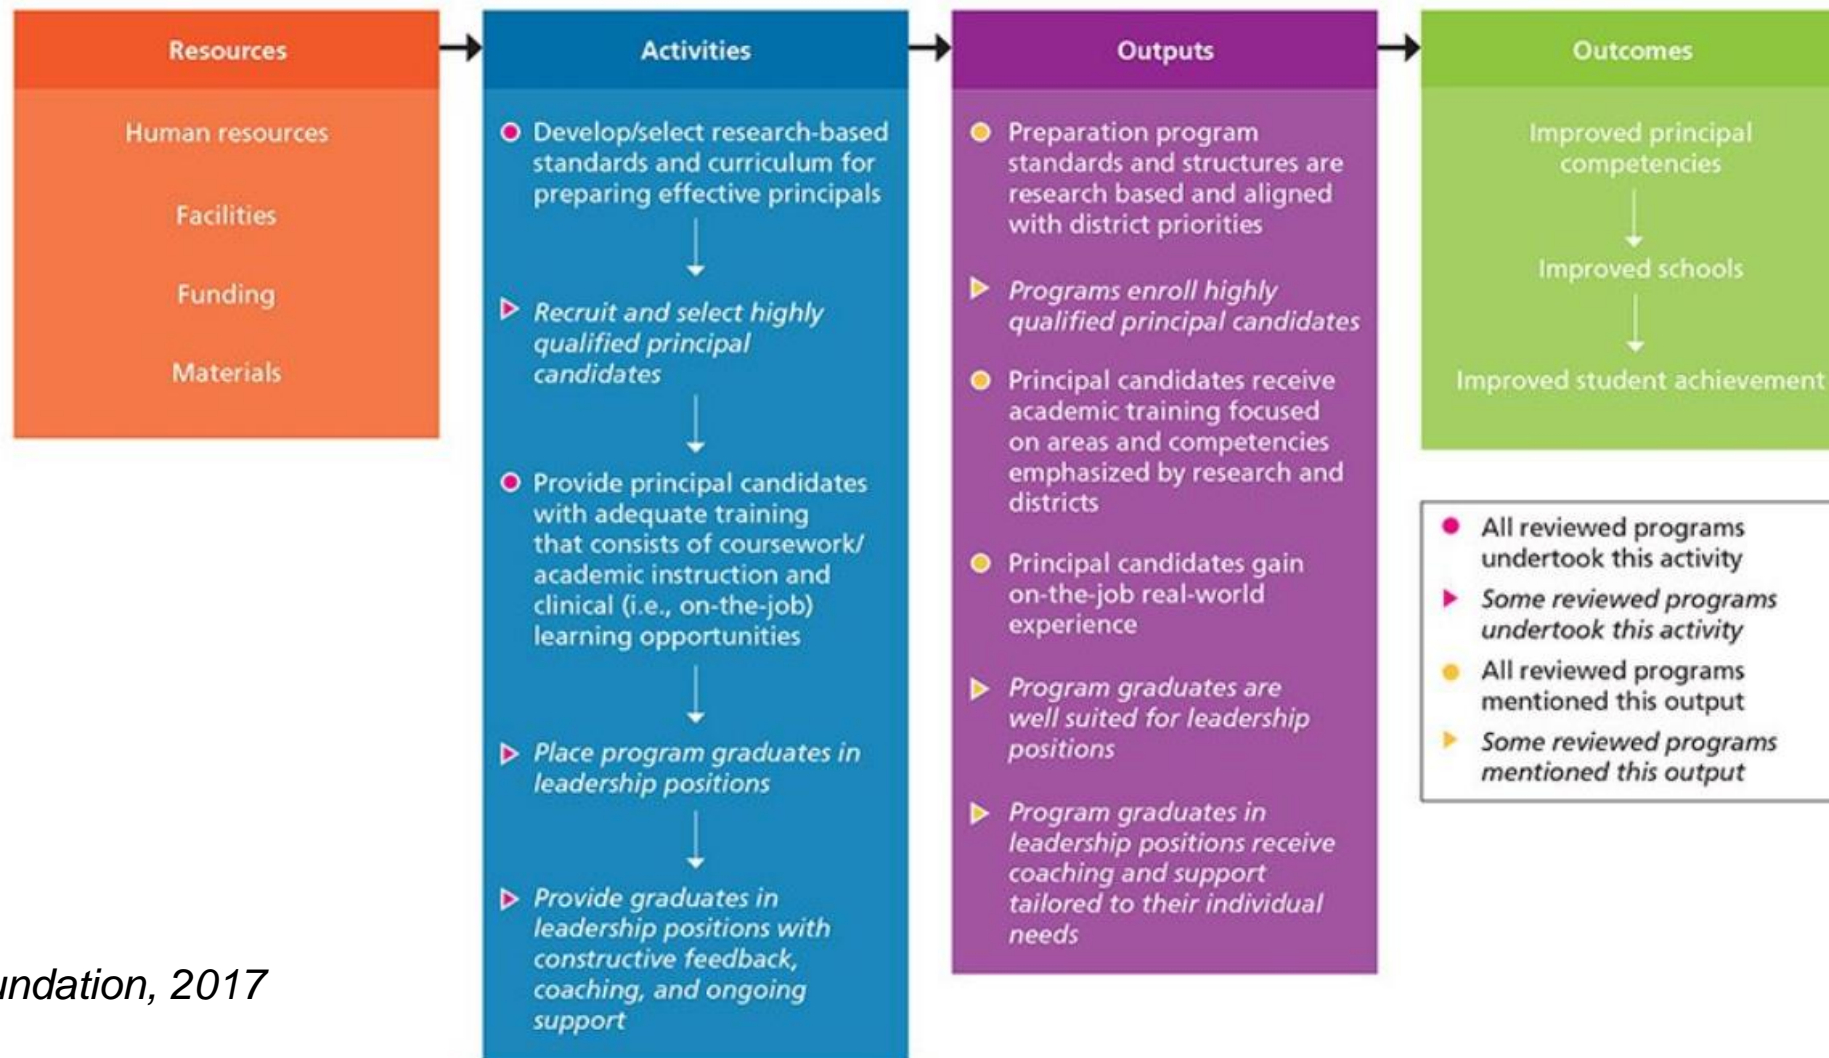 Resources
Human resources
Facilities
Funding
Materials
Activities
Develop/select research-based
standards and curriculum for
preparing effective principals
Recruit and select highly
qualified principal
candidates
Provide principal candidates
with adequate training
that consists of coursework/
academic instruction and
clinical (i.e., on-the-job)
learning opportunities
Place program graduates in
leadership positions
Provide graduates in
leadership positions with
constructive feedback,
coaching, and ongoing
support
Outputs
Preparation program
standards and structures are
research based and aligned
with district priorities
Programs enroll highly
qualified principal candidates
Principal candidates receive
academic training focused
on areas and competencies
emphasized by research and
districts
Principal candidates gain
on-the-job real-world
experience
Program graduates are
well suited for leadership
positions
Program graduates in
leadership positions receive
coaching and support
tailored to their individual
needs
Outcomes
Improved principal
competencies
Improved schools
Improved student achievement
All reviewed programs
undertook this activity
Some reviewed programs
undertook this activity
All reviewed programs
mentioned this output
Some reviewed programs
mentioned this output
undation, 2017